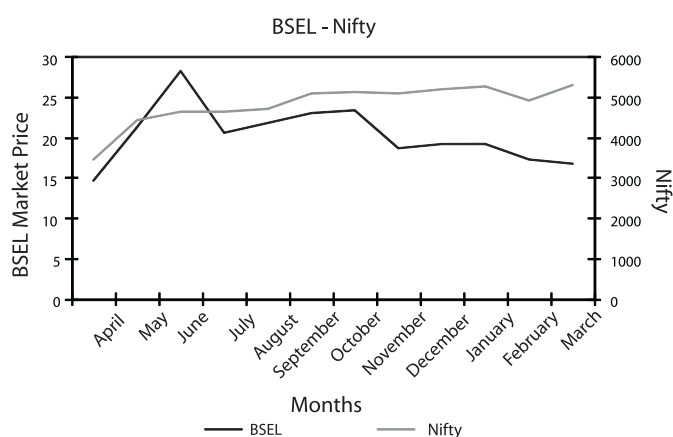 BSEL - Nifty
BSEL Market Price
30
25
20
15
10
5
0
6000
5000
4000
3000
2000
1000
0
Nifty
April
May
June
July
August
September
October
November
December
January
February
March
Months
BSEL
Nifty